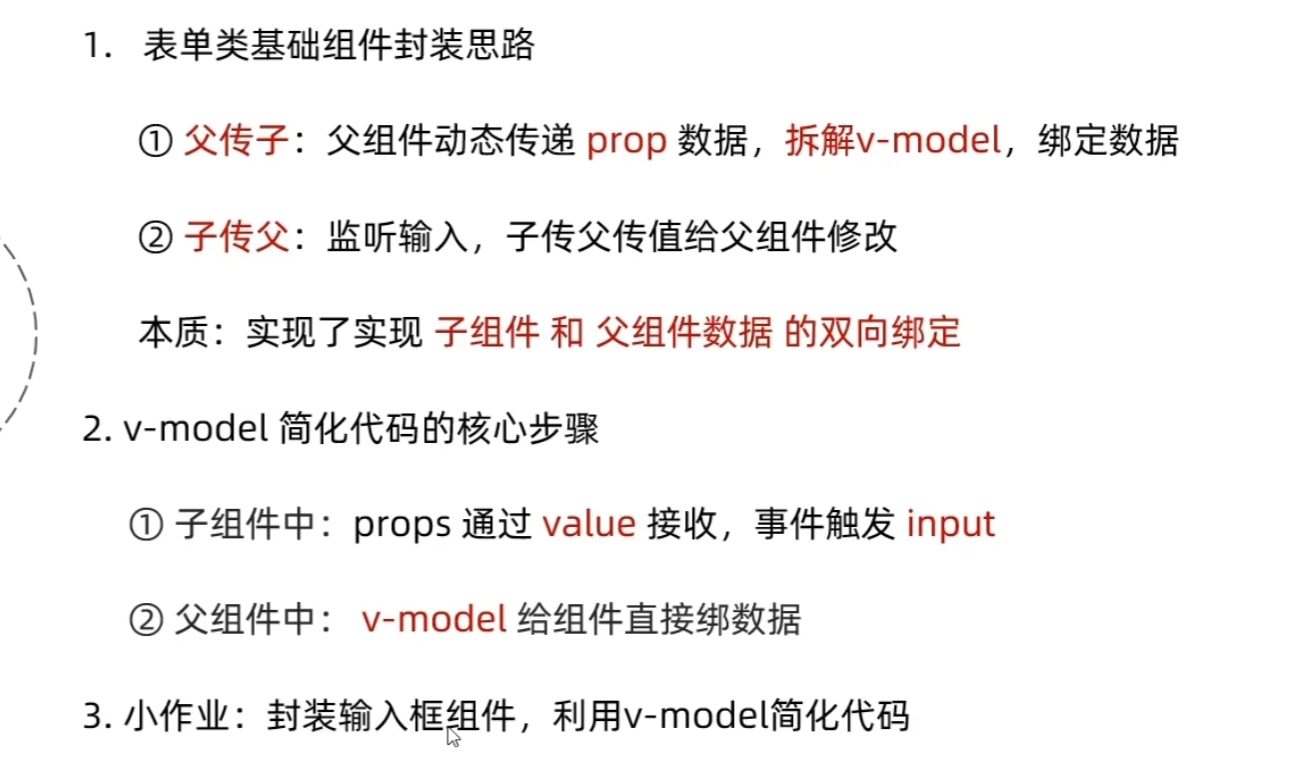 1. 表单类基础组件封装思路
① 父传子：父组件动态传递 prop 数据，拆解v-model，绑定数据
② 子传父：监听输入，子传父传值给父组件修改
本质：实现了实现 子组件 和 父组件数据 的双向绑定
2. v-model 简化代码的核心步骤
① 子组件中：props 通过 value 接收，事件触发 input
② 父组件中： v-model 给组件直接绑数据
3. 小作业：封装输入框组件，利用v-model简化代码